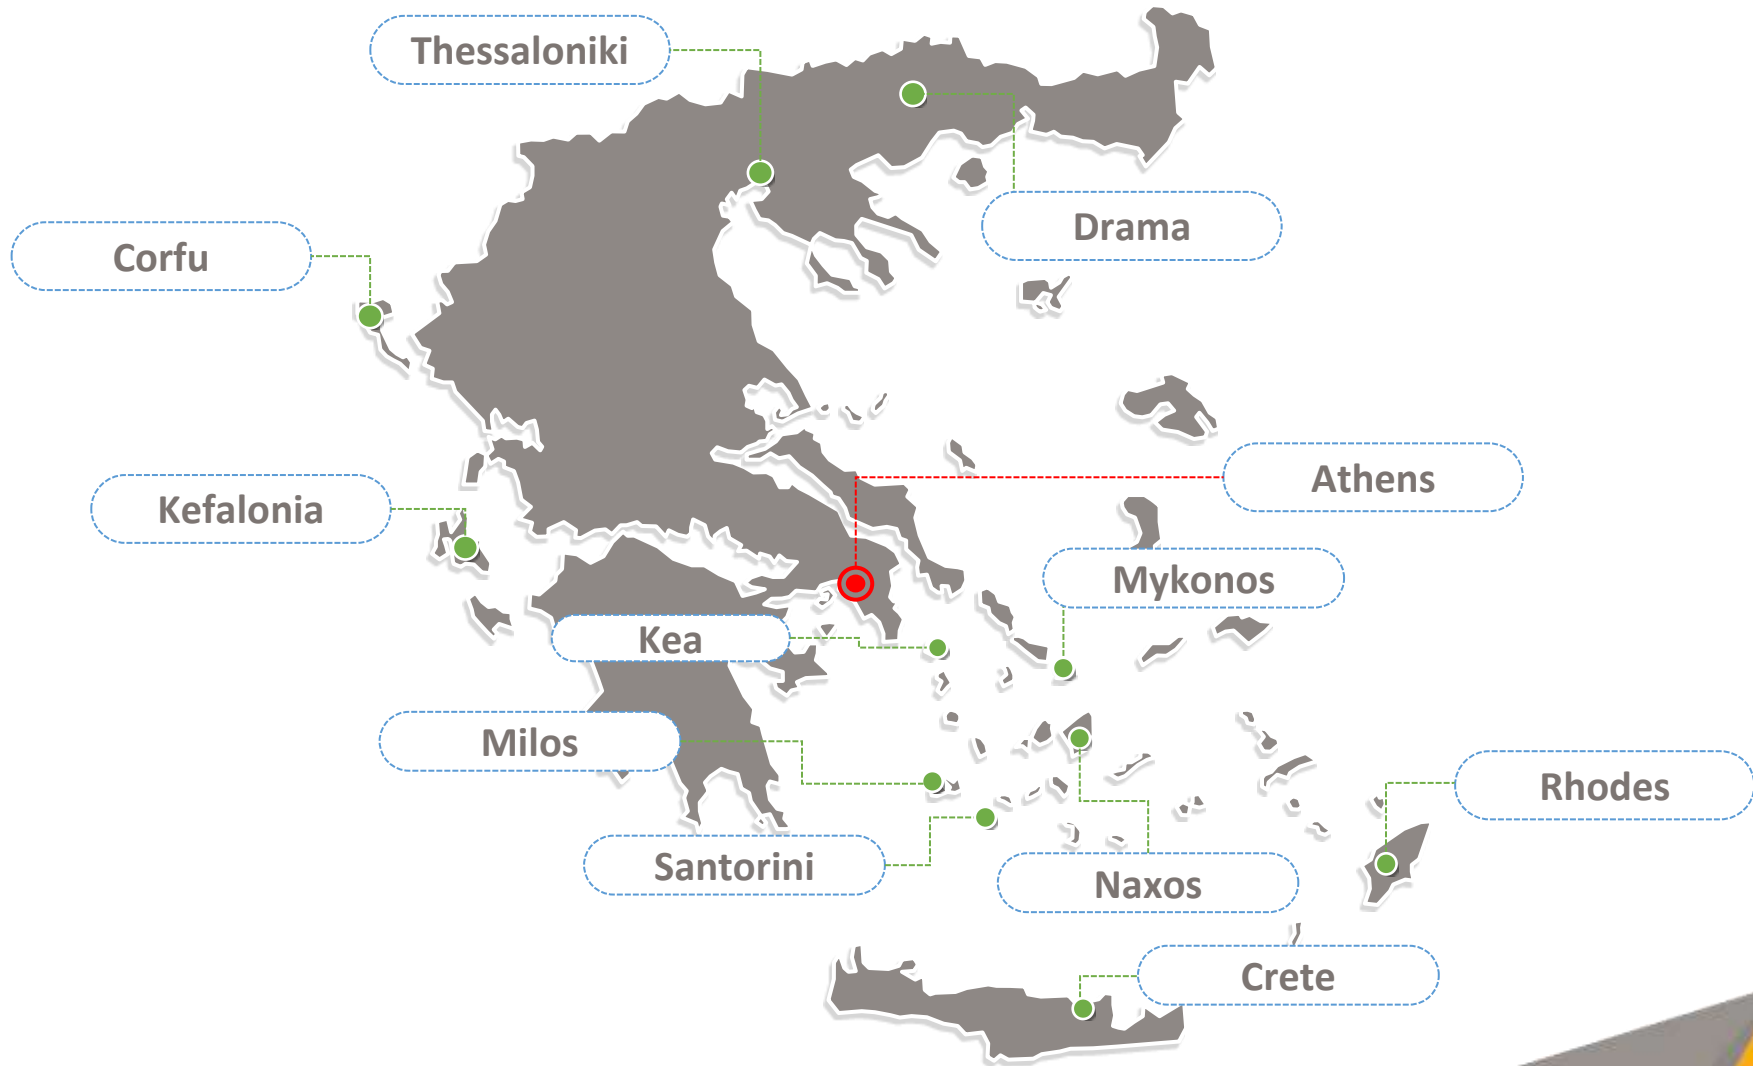 Thessaloniki
Drama
Corfu
Athens
Kefalonia
Mykonos
Kea
Milos
Rhodes
Santorini
Naxos
Crete